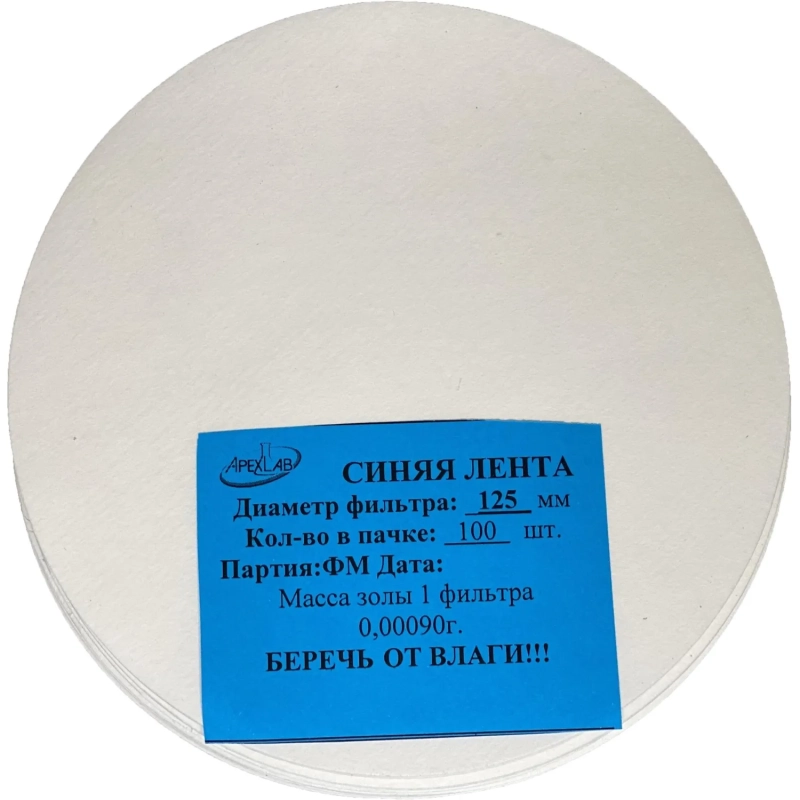 APEXLAB
СИНЯЯ ЛЕНТА
Диаметр фильтра: 125 мм
Кол-во в пачке: 100 шт.
Партия:ФМ Дата:
Масса золы 1 фильтра
0,00090г.
БЕРЕЧЬ ОТ ВЛАГИ!!!